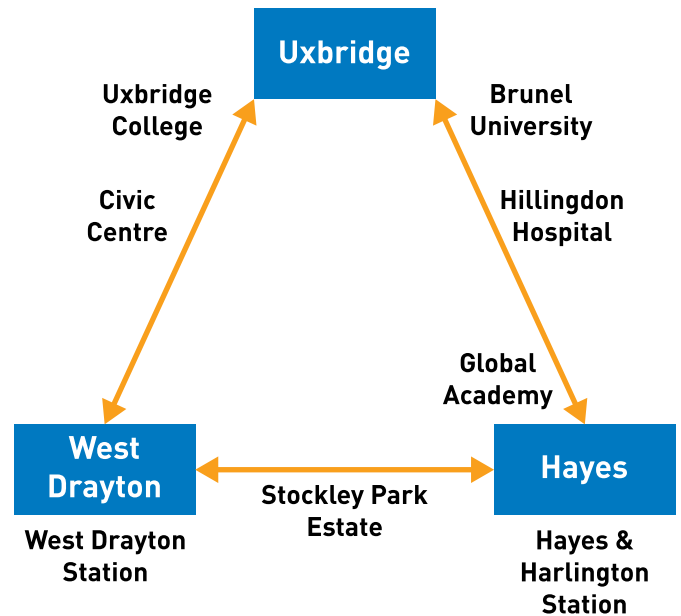 Uxbridge
Uxbridge
College
Brunel
University
Civic
Centre
Hillingdon
Hospital
Global
Academy
West
Drayton
Hayes
Stockley Park
Estate
West Drayton
Station
Hayes &
Harlington
Station